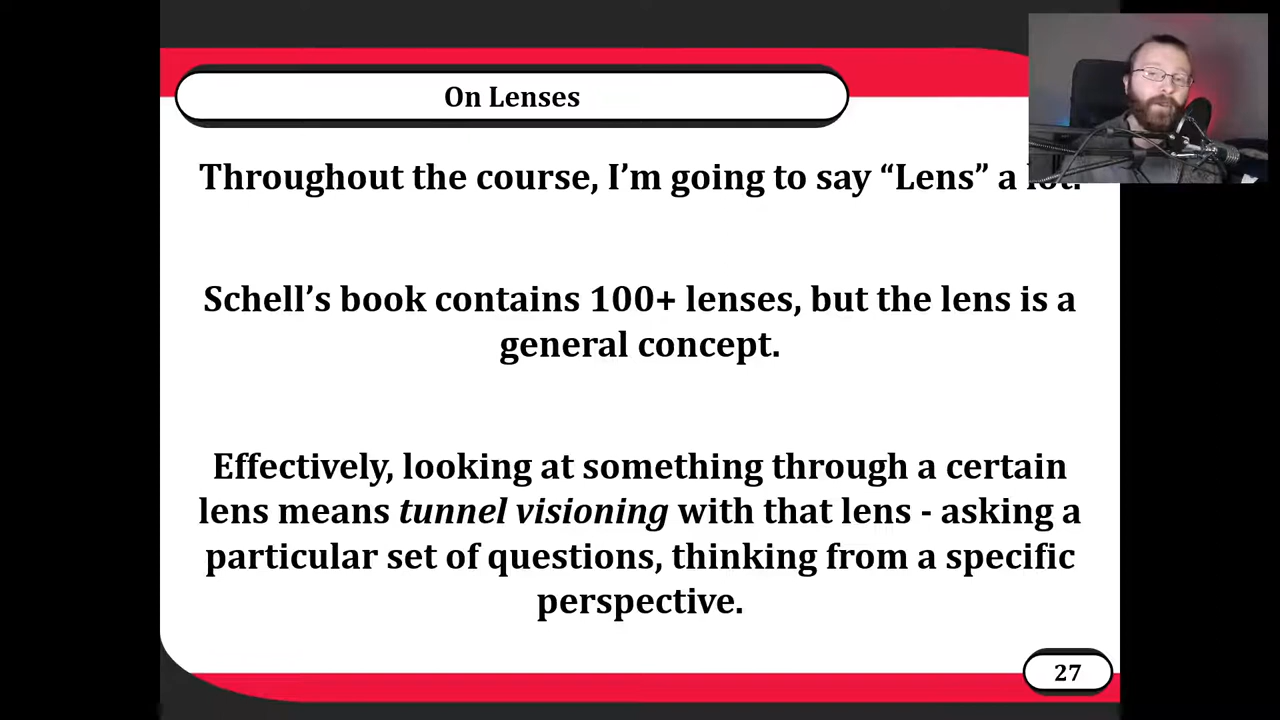 On Lenses
Throughout the course, I'm going to say “Lens” a lot.
Schell's book contains 100+ lenses, but the lens is a
general concept.
Effectively, looking at something through a certain
lens means tunnel visioning with that lens - asking a
particular set of questions, thinking from a specific
perspective.
27